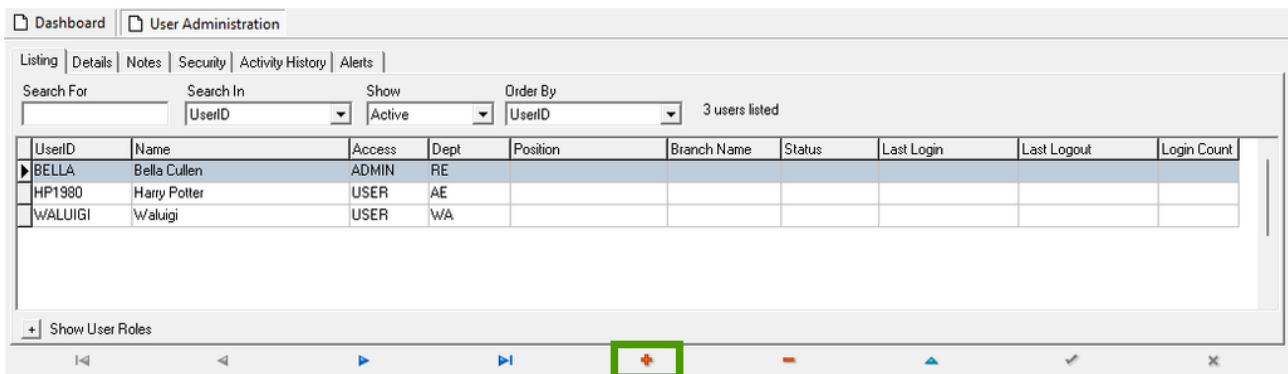 Dashboard User Administration
Listing Details Notes Security Activity History Alerts
Search For Search In Show Order By
UserID Active UserID 3 users listed
UserID Name Access Dept Position Branch Name Status Last Login Last Logout Login Count
BELLA Bella Cullen ADMIN RE
HP1980 Harry Potter USER AE
WALUIGI Waluigi USER WA
+ Show User Roles